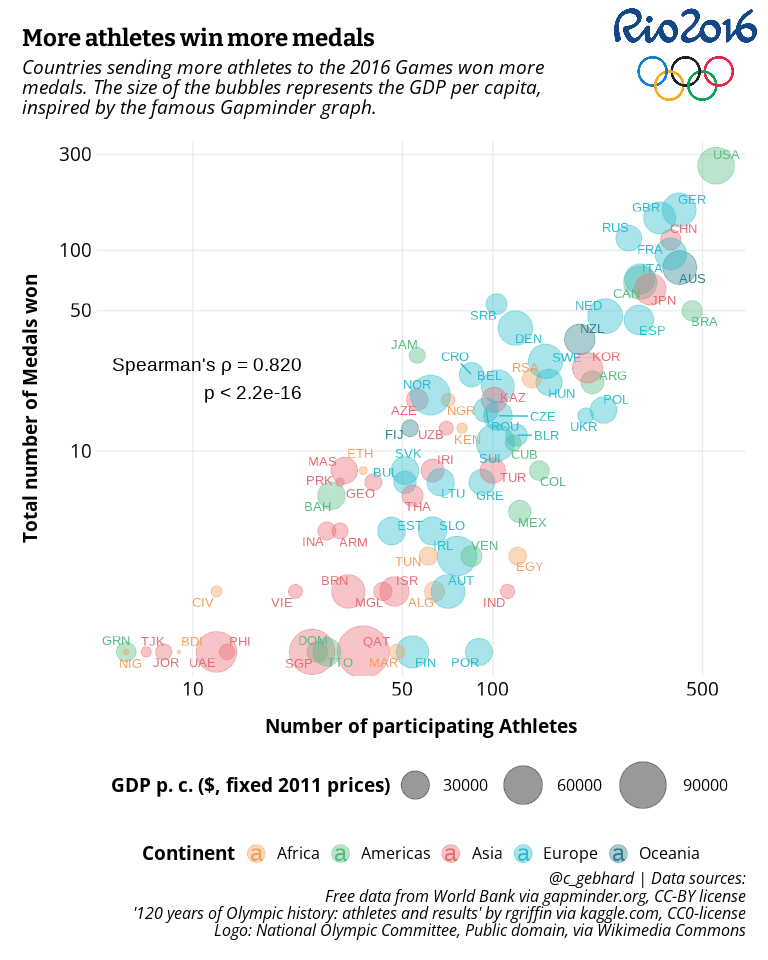 Rio2016
More athletes win more medals
Countries sending more athletes to the 2016 Games won more
medals. The size of the bubbles represents the GDP per capita,
inspired by the famous Gapminder graph.
300
USA
GER
GBR
RUS
CHN
100
FRA
ITA
AUS
CAN
JPN
50
SRB
NED
BRA
DEN
NZL
ESP
JAM
CRO
SWE
KOR
Spearman's ρ = 0.820
RSA
BEL
ARG
p < 2.2e-16
NOR
HUN
KAZ
POL
AZE
NGR
CZE
UKR
ROU
FIJ
UZB
KEN
BLR
10
ETH
SVK
SUI
CUB
MAS
IRI
BUL
PRK
TUR
COL
GEO
LTU
GRE
BAH
THA
MEX
EST
SLO
INA
ARM
IRL
VEN
TUN
EGY
BRN
ISR
AUT
CIV
VIE
MGL
ALG
IND
GRN
TJK
BDI
PHI
DOM
QAT
NIG
JOR
UAE
SGP
TTO
MAR
FIN
POR
10
50
100
500
Total number of Medals won
Number of participating Athletes
GDP p. c. ($, fixed 2011 prices) 30000 60000 90000
Continent a Africa a Americas a Asia a Europe a Oceania
@c_gebhard | Data sources:
Free data from World Bank via gapminder.org, CC-BY license
'120 years of Olympic history: athletes and results' by rgriffin via kaggle.com, CC0-license
Logo: National Olympic Committee, Public domain, via Wikimedia Commons